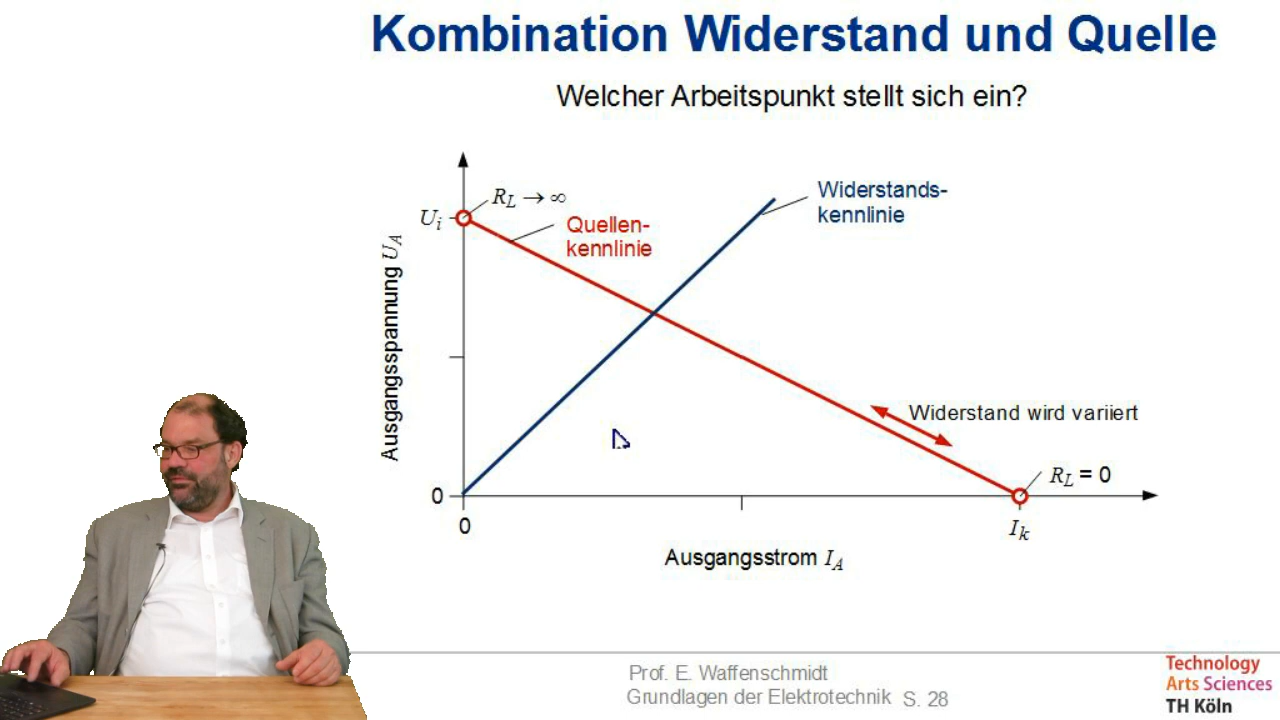 Kombination Widerstand und Quelle
Welcher Arbeitspunkt stellt sich ein?
R_L → ∞
U_i
Quellen-
kennlinie
Widerstands-
kennlinie
Ausgangsspannung U_A
Widerstand wird variiert
R_L = 0
0
0
I_k
Ausgangsstrom I_A
Prof. E. Waffenschmidt
Grundlagen der Elektrotechnik S. 28
Technology
Arts Sciences
TH Köln